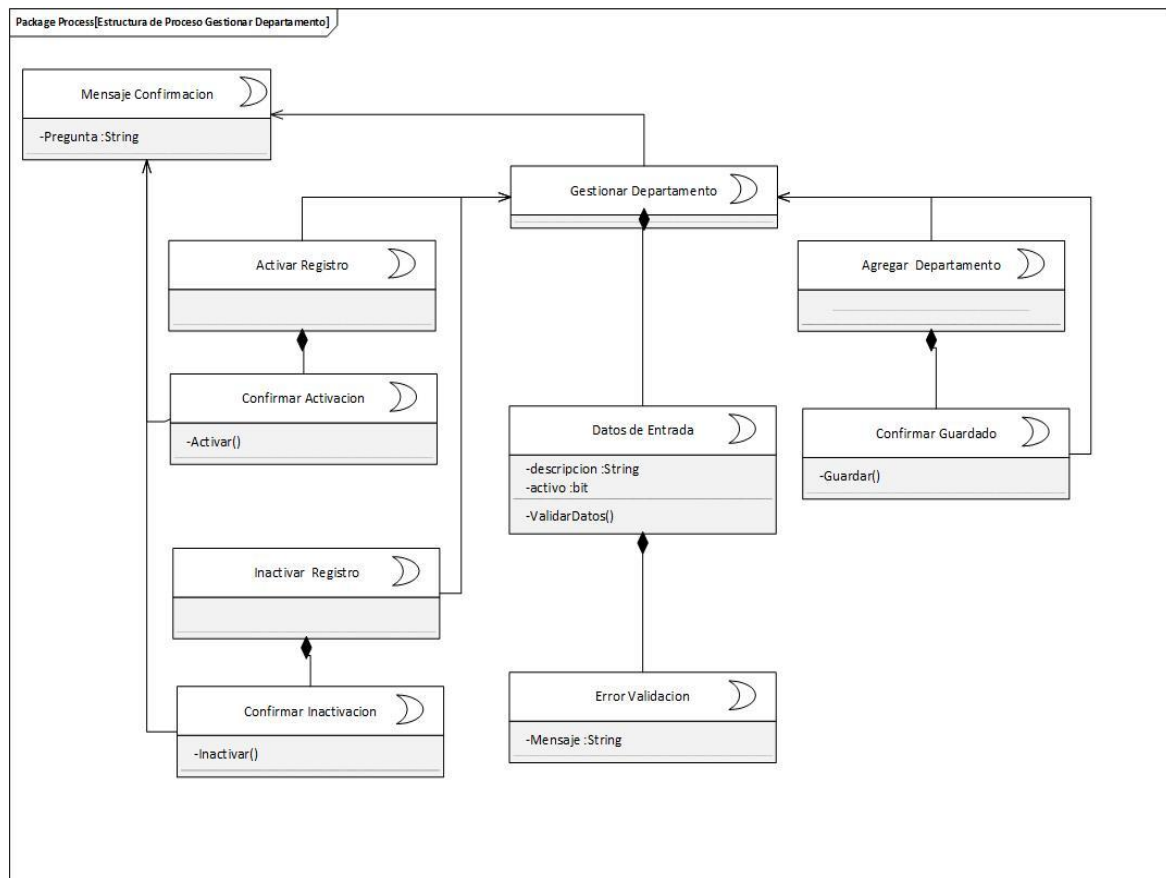 Package Process[Estructura de Proceso Gestionar Departamento]
Mensaje Confirmacion
-Pregunta :String
Gestionar Departamento
Activar Registro
Agregar Departamento
Confirmar Activacion
-Activar()
Datos de Entrada
-descripcion :String
-activo :bit
-ValidarDatos()
Confirmar Guardado
-Guardar()
Inactivar Registro
Confirmar Inactivacion
-Inactivar()
Error Validacion
-Mensaje :String